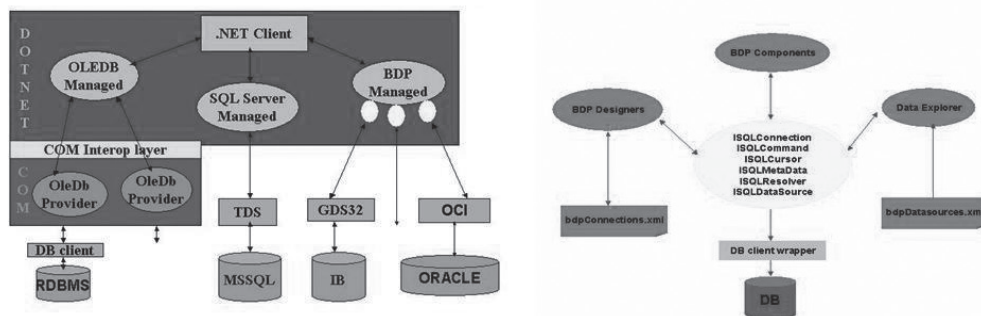 DOTNET
.NET Client
OLEDB
Managed
SQL Server
Managed
BDP
Managed
COM Interop layer
COM
OleDb
Provider
OleDb
Provider
TDS
GDS32
OCI
DB client
RDBMS
MSSQL
IB
ORACLE
BDP Components
BDP Designers
Data Explorer
ISQLConnection
ISQLCommand
ISQLCursor
ISQLMetaData
ISQLResolver
ISQLDataSource
bdpConnections.xml
bdpDatasources.xm
DB client wrapper
DB